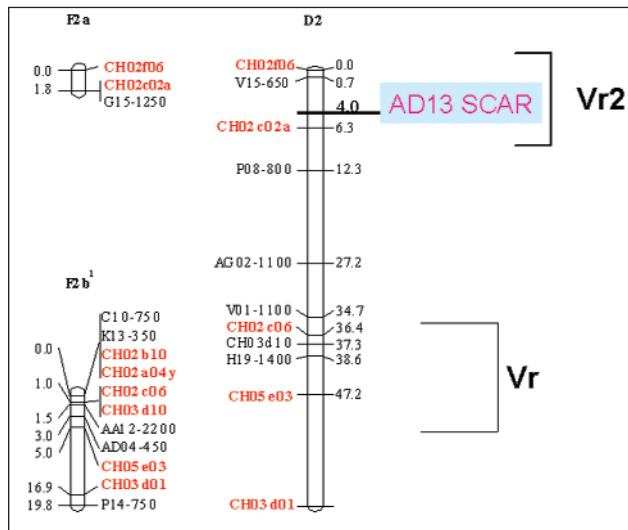 F2a
0.0 CH02f06
1.8 CH02c02a
G15-1250
F2b1
C10-750
K13-350
0.0 CH02b10
CH02a04y
1.0 CH02c06
1.5 CH03d10
3.0 AA12-2200
5.0 AD04-450
CH05e03
16.9 CH03d01
19.8 P14-750
D2
CH02f06 0.0
V15-650 0.7
4.0 AD13 SCAR
CH02c02a 6.3
P08-800 12.3
AG02-1100 27.2
V01-1100 34.7
CH02c06 36.4
CH03d10 37.3
H19-1400 38.6
CH05e03 47.2
CH03d01
Vr2
Vr